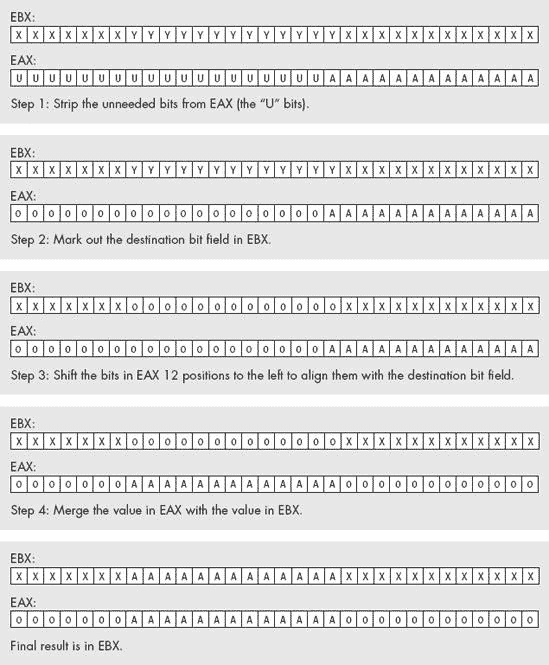 EBX:
X X X X X X X Y Y Y Y Y Y Y Y Y Y Y Y Y X X X X X X X X X X X X
EAX:
U U U U U U U U U U U U U U U U U U U A A A A A A A A A A A A A
Step 1: Strip the unneeded bits from EAX (the “U” bits).
EBX:
X X X X X X X Y Y Y Y Y Y Y Y Y Y Y Y Y X X X X X X X X X X X X
EAX:
0 0 0 0 0 0 0 0 0 0 0 0 0 0 0 0 0 0 0 A A A A A A A A A A A A A
Step 2: Mark out the destination bit field in EBX.
EBX:
X X X X X X X 0 0 0 0 0 0 0 0 0 0 0 0 0 X X X X X X X X X X X X
EAX:
0 0 0 0 0 0 0 0 0 0 0 0 0 0 0 0 0 0 0 A A A A A A A A A A A A A
Step 3: Shift the bits in EAX 12 positions to the left to align them with the destination bit field.
EBX:
X X X X X X X 0 0 0 0 0 0 0 0 0 0 0 0 0 X X X X X X X X X X X X
EAX:
0 0 0 0 0 0 0 A A A A A A A A A A A A A 0 0 0 0 0 0 0 0 0 0 0 0
Step 4: Merge the value in EAX with the value in EBX.
EBX:
X X X X X X X A A A A A A A A A A A A A X X X X X X X X X X X X
EAX:
0 0 0 0 0 0 0 A A A A A A A A A A A A A 0 0 0 0 0 0 0 0 0 0 0 0
Final result is in EBX.